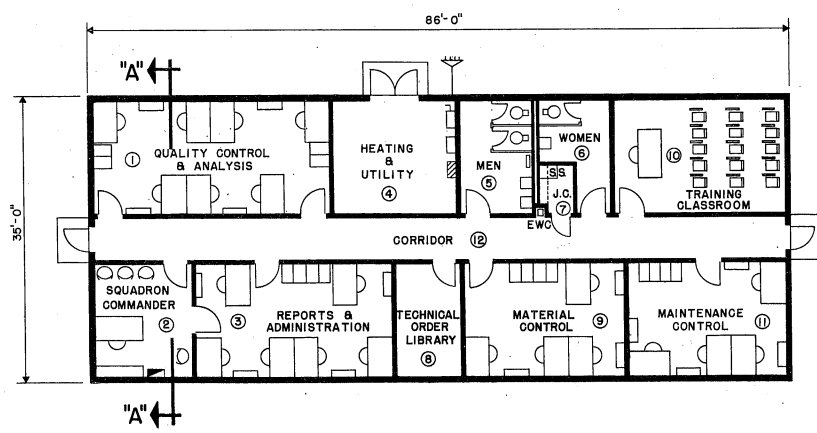 86'-0"
"A"
35'-0"
1
QUALITY CONTROL
& ANALYSIS
HEATING
&
UTILITY
4
MEN
5
WOMEN
6
S.S.
J.C.
7
EWC
10
TRAINING
CLASSROOM
CORRIDOR 12
SQUADRON
COMMANDER
2
3
REPORTS &
ADMINISTRATION
TECHNICAL
ORDER
LIBRARY
8
MATERIAL
CONTROL
9
MAINTENANCE
CONTROL
11
"A"